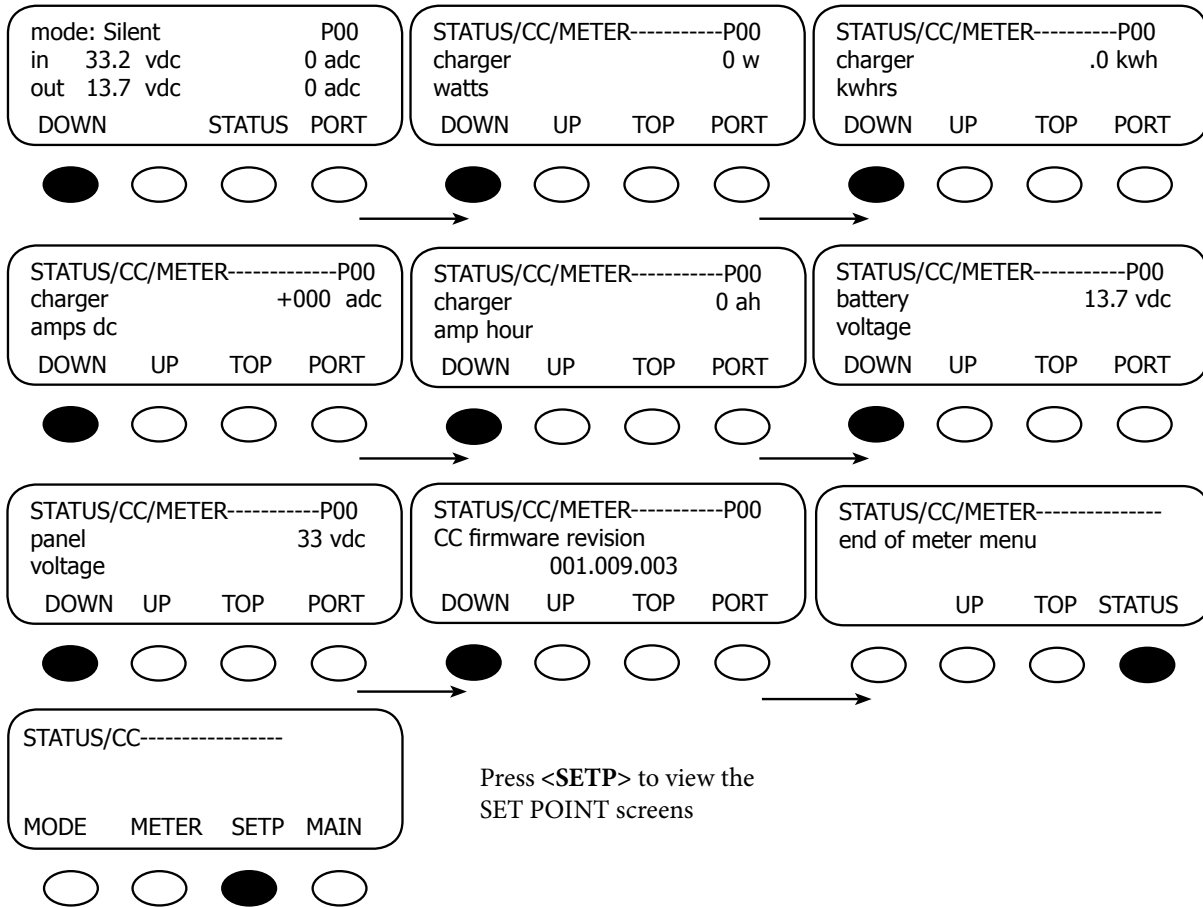 mode: Silent P00
in 33.2 vdc 0 adc
out 13.7 vdc 0 adc
DOWN STATUS PORT
STATUS/CC/METER-----------P00
charger 0 w
watts
DOWN UP TOP PORT
STATUS/CC/METER-----------P00
charger .0 kwh
kwhrs
DOWN UP TOP PORT
STATUS/CC/METER-------------P00
charger +000 adc
amps dc
DOWN UP TOP PORT
STATUS/CC/METER-----------P00
charger 0 ah
amp hour
DOWN UP TOP PORT
STATUS/CC/METER-----------P00
battery 13.7 vdc
voltage
DOWN UP TOP PORT
STATUS/CC/METER-----------P00
panel 33 vdc
voltage
DOWN UP TOP PORT
STATUS/CC/METER-----------P00
CC firmware revision
001.009.003
DOWN UP TOP PORT
STATUS/CC/METER---------------
end of meter menu
UP TOP STATUS
STATUS/CC-----------------
MODE METER SETP MAIN
Press <SETP> to view the
SET POINT screens